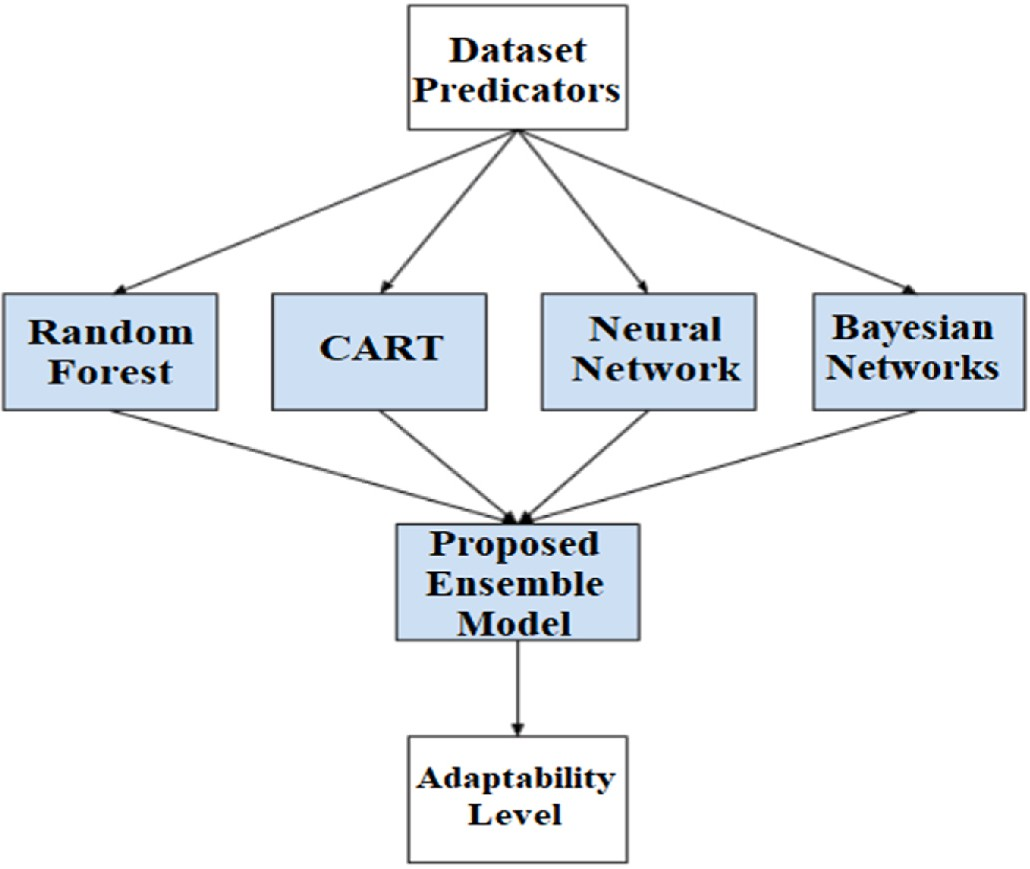 Dataset
Predicators
Random
Forest
CART
Neural
Network
Bayesian
Networks
Proposed
Ensemble
Model
Adaptability
Level